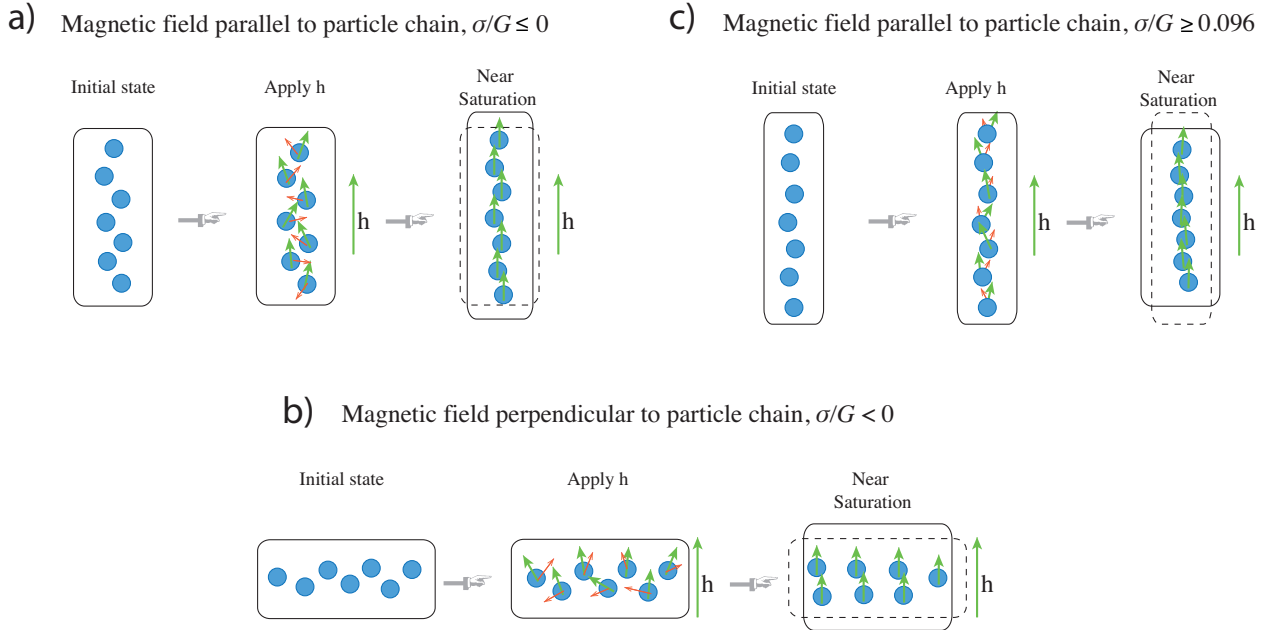 a) Magnetic field parallel to particle chain, σ/G ≤ 0
Initial state
Apply h
Near
Saturation
h
h
c) Magnetic field parallel to particle chain, σ/G ≥ 0.096
Initial state
Apply h
Near
Saturation
h
h
b) Magnetic field perpendicular to particle chain, σ/G < 0
Initial state
Apply h
Near
Saturation
h
h